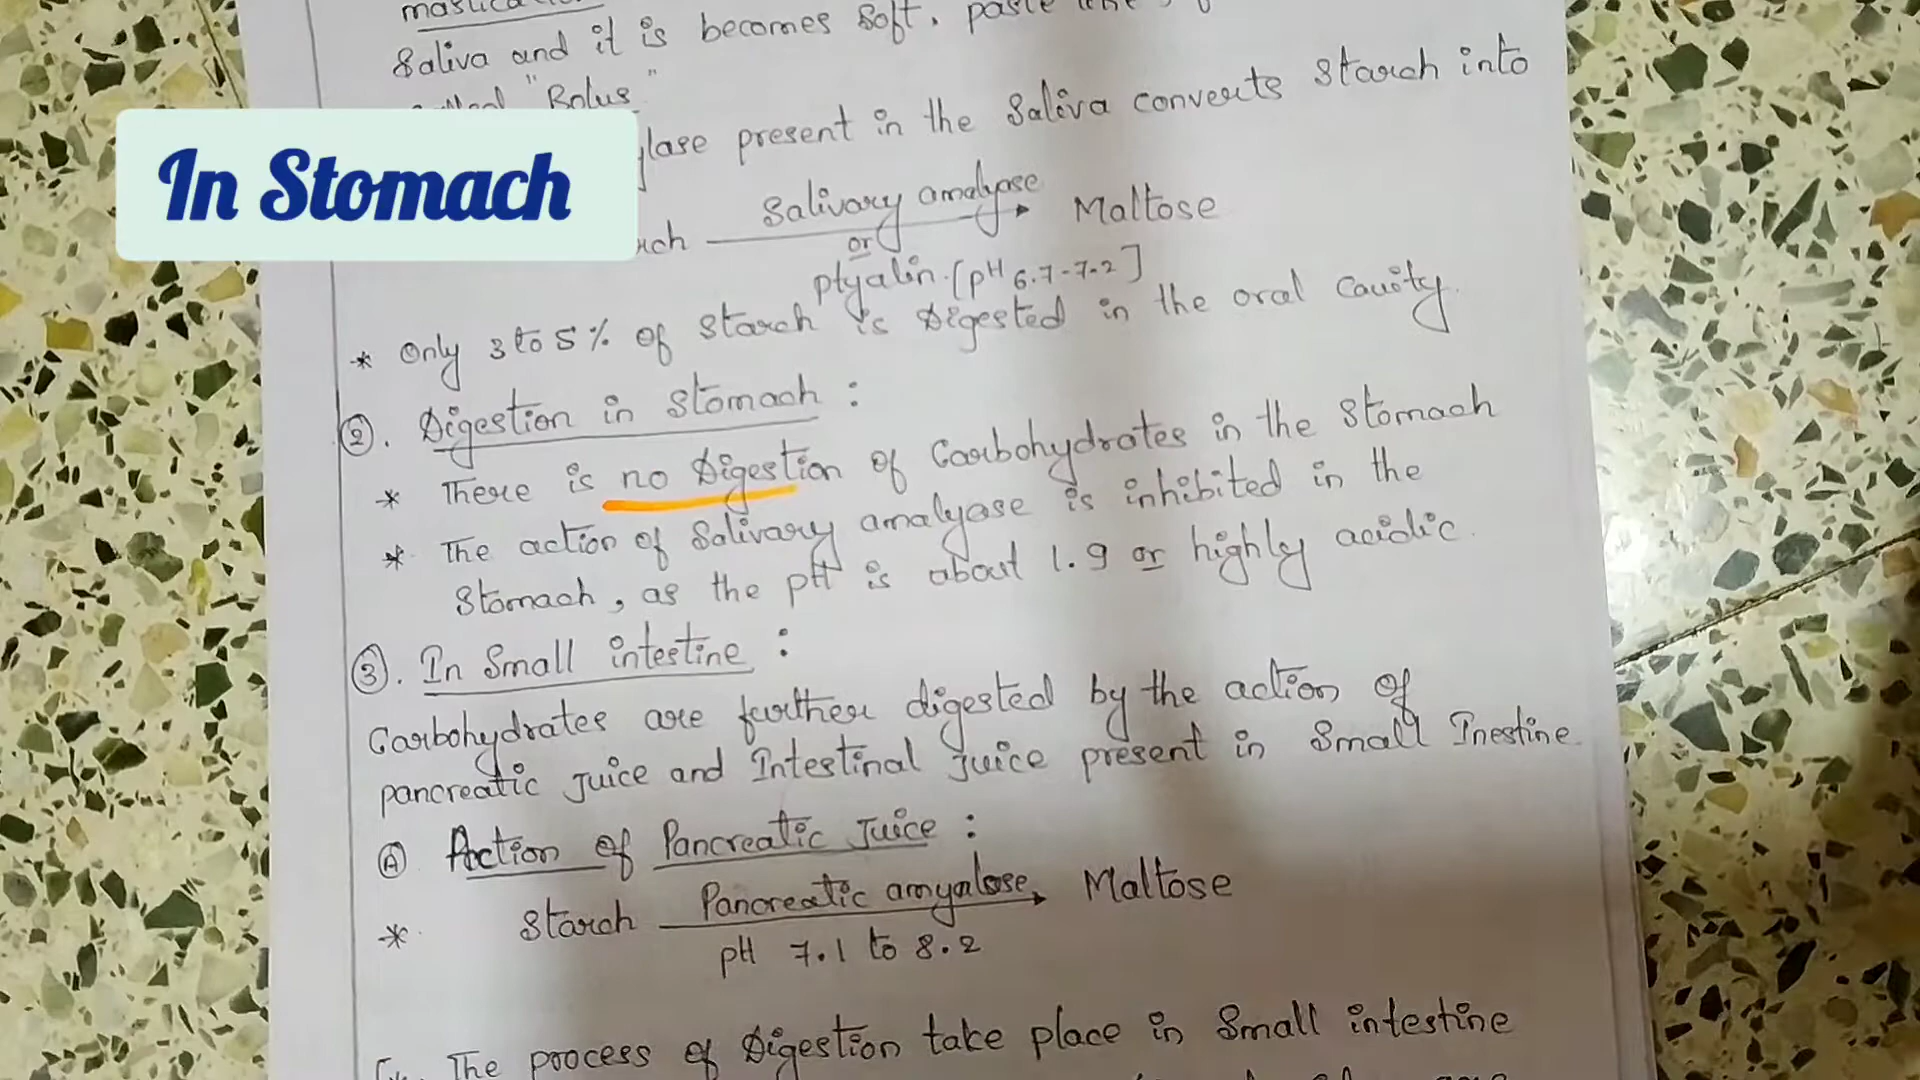 Saliva and it is becomes soft, paste like
"Bolus"
In Stomach
ylase present in the Saliva converts starch into
Salivary amalyase
rch → Maltose
or
ptyalin. [pH 6.7-7.2]
* Only 3 to 5% of starch is Digested in the oral cavity.
②. Digestion in Stomach :
* There is no Digestion of Carbohydrates in the Stomach
* The action of Salivary amalyase is inhibited in the
Stomach, as the pH is about 1.9 or highly acidic.
③. In Small intestine :
Carbohydrates are further digested by the action of
pancreatic Juice and Intestinal Juice present in Small Inestine
Ⓐ Action of Pancreatic Juice :
Pancreatic amyalase
* Starch → Maltose
pH 7.1 to 8.2
The process of Digestion take place in Small intestine